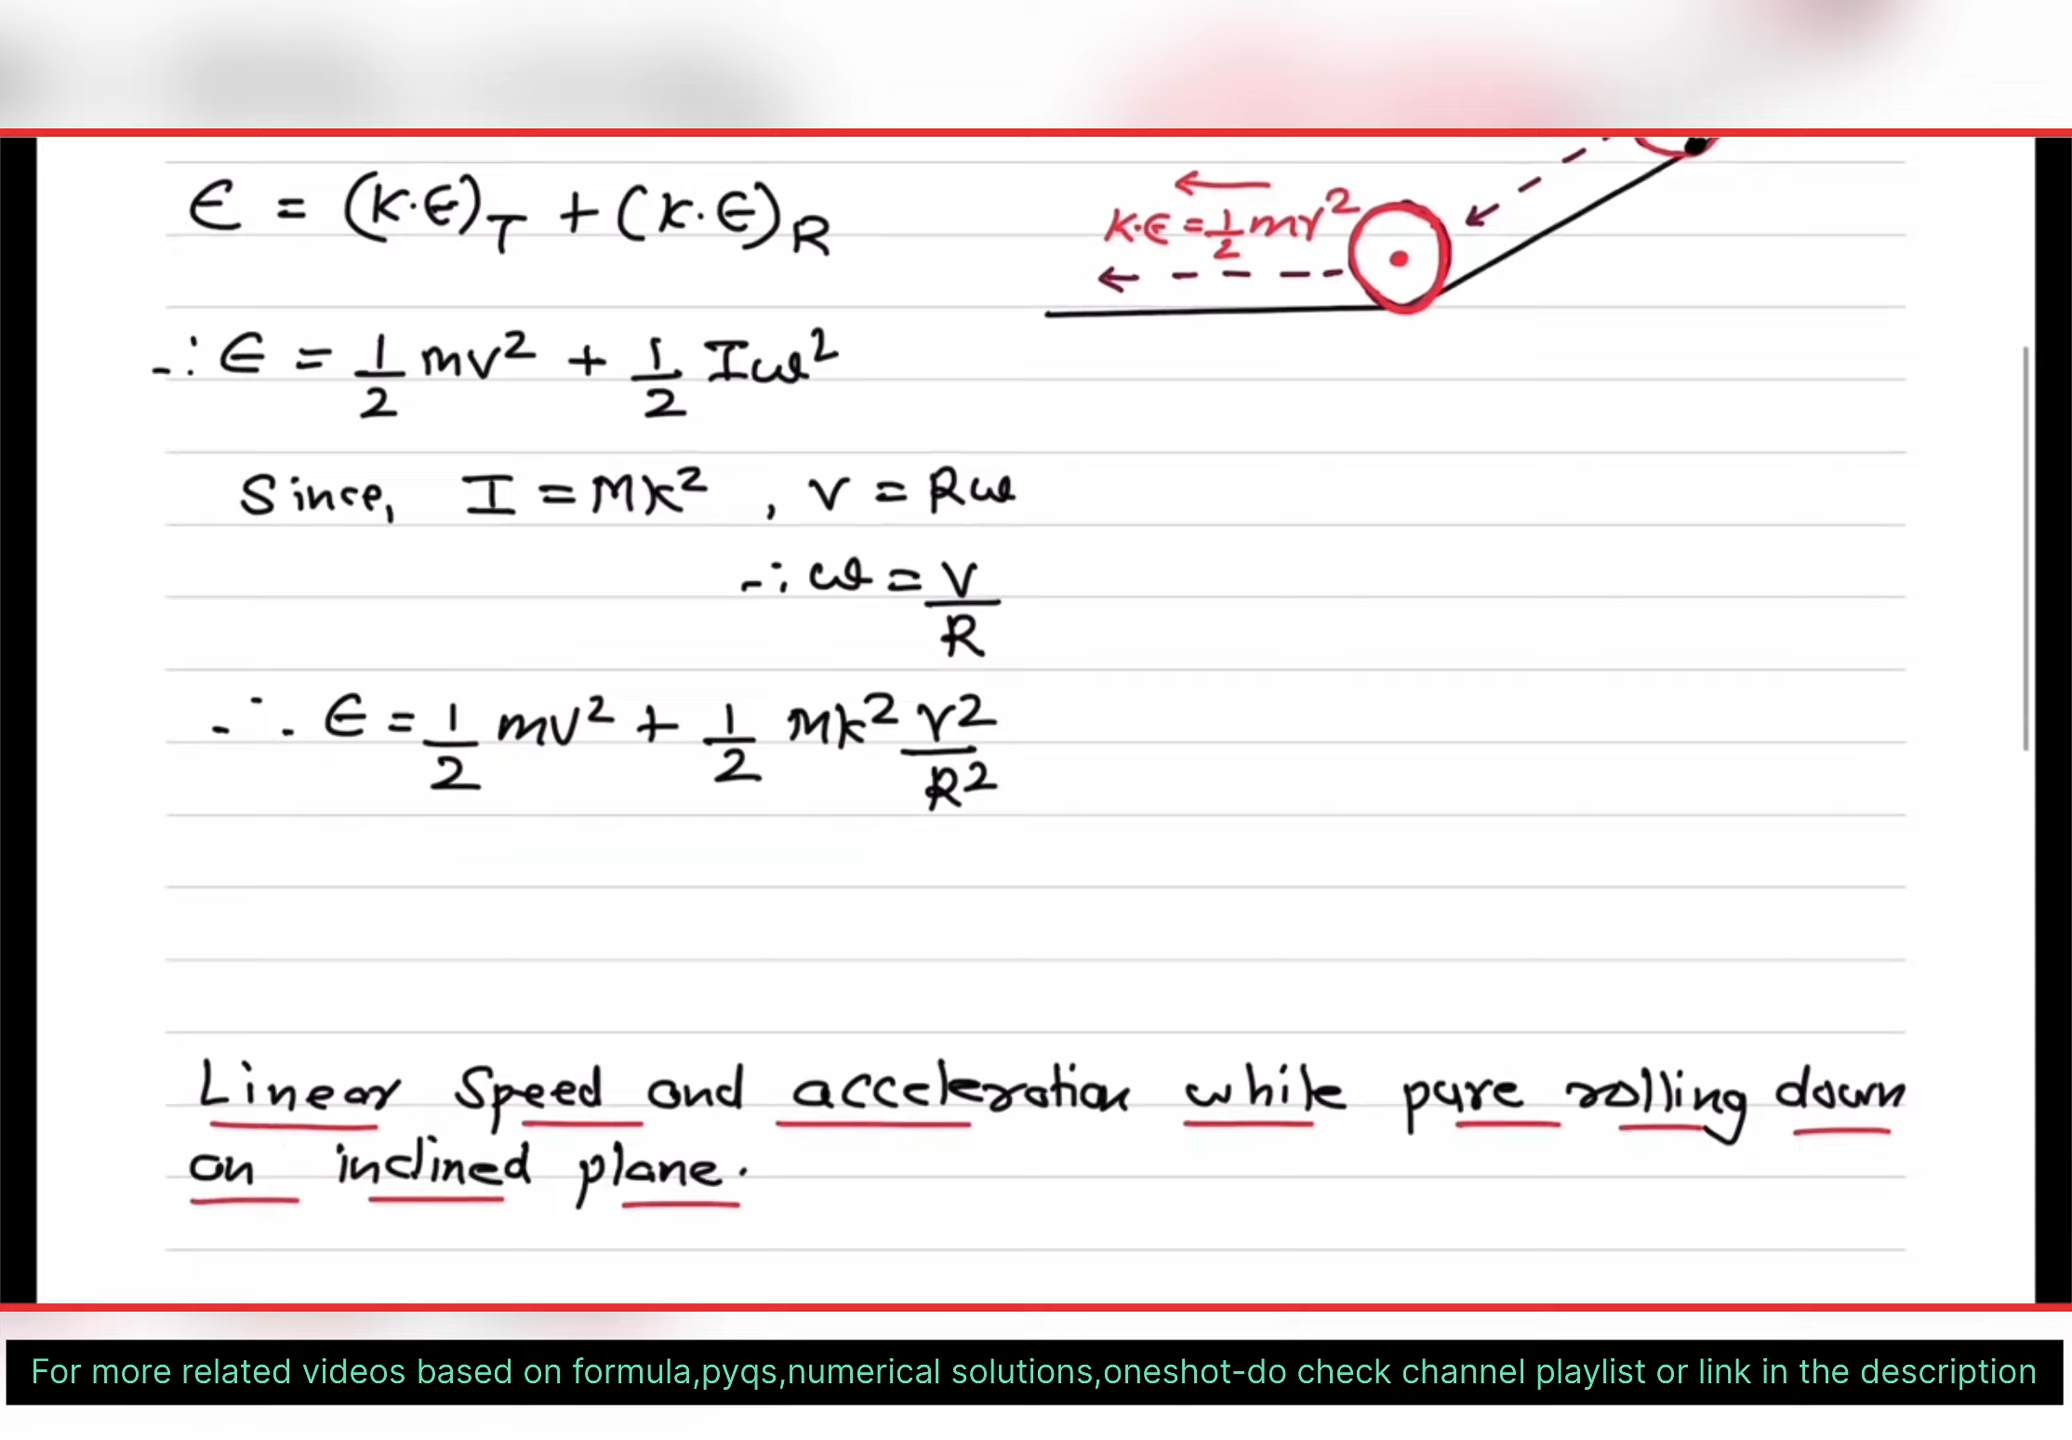 E = (K.E)T + (K.E)R
K.E = 1/2 mv²
∴ E = 1/2 mv² + 1/2 Iω²
Since, I = MK² , v = Rω
∴ ω = v/R
∴ E = 1/2 mv² + 1/2 MK² v²/R²
Linear Speed and acceleration while pure rolling down
an inclined plane.
For more related videos based on formula,pyqs,numerical solutions,oneshot-do check channel playlist or link in the description